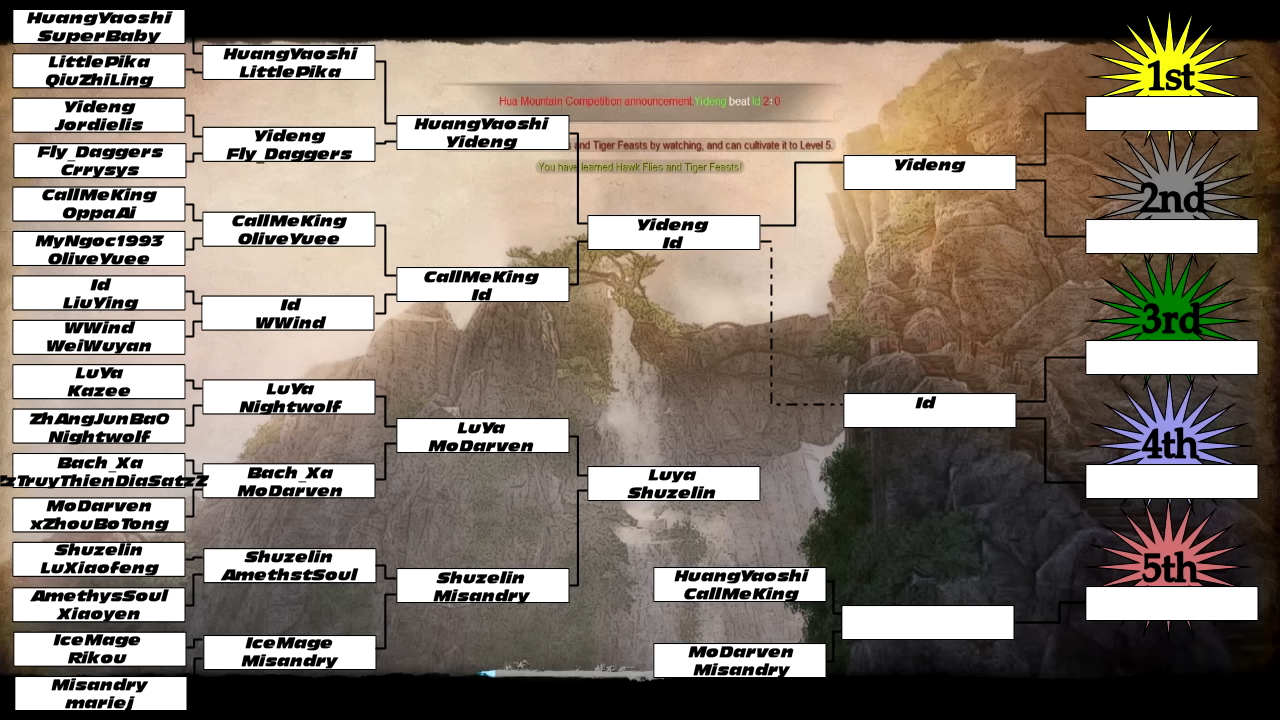 HuangYaoshi
SuperBaby
LittlePika
QiuZhiLing
Yideng
Jordielis
Fly_Daggers
Crrysys
CallMeKing
OppaAi
MyNgoc1993
OliveYuee
Id
LiuYing
WWind
WeiWuyan
LuYa
Kazee
ZhAngJunBaO
Nightwolf
Bach_Xa
zTruyThienDiaSatzZ
MoDarven
xZhouBoTong
Shuzelin
LuXiaofeng
AmethysSoul
Xiaoyen
IceMage
Rikou
Misandry
mariej
HuangYaoshi
LittlePika
Yideng
Fly_Daggers
CallMeKing
OliveYuee
Id
WWind
LuYa
Nightwolf
Bach_Xa
MoDarven
Shuzelin
AmethstSoul
IceMage
Misandry
HuangYaoshi
Yideng
CallMeKing
Id
LuYa
MoDarven
Shuzelin
Misandry
Hua Mountain Competition announcement Yideng beat Id 2:0
s and Tiger Feasts by watching, and can cultivate it to Level 5.
You have learned Hawk Flies and Tiger Feasts!
Yideng
Id
Luya
Shuzelin
HuangYaoshi
CallMeKing
MoDarven
Misandry
Yideng
Id
1st
2nd
3rd
4th
5th